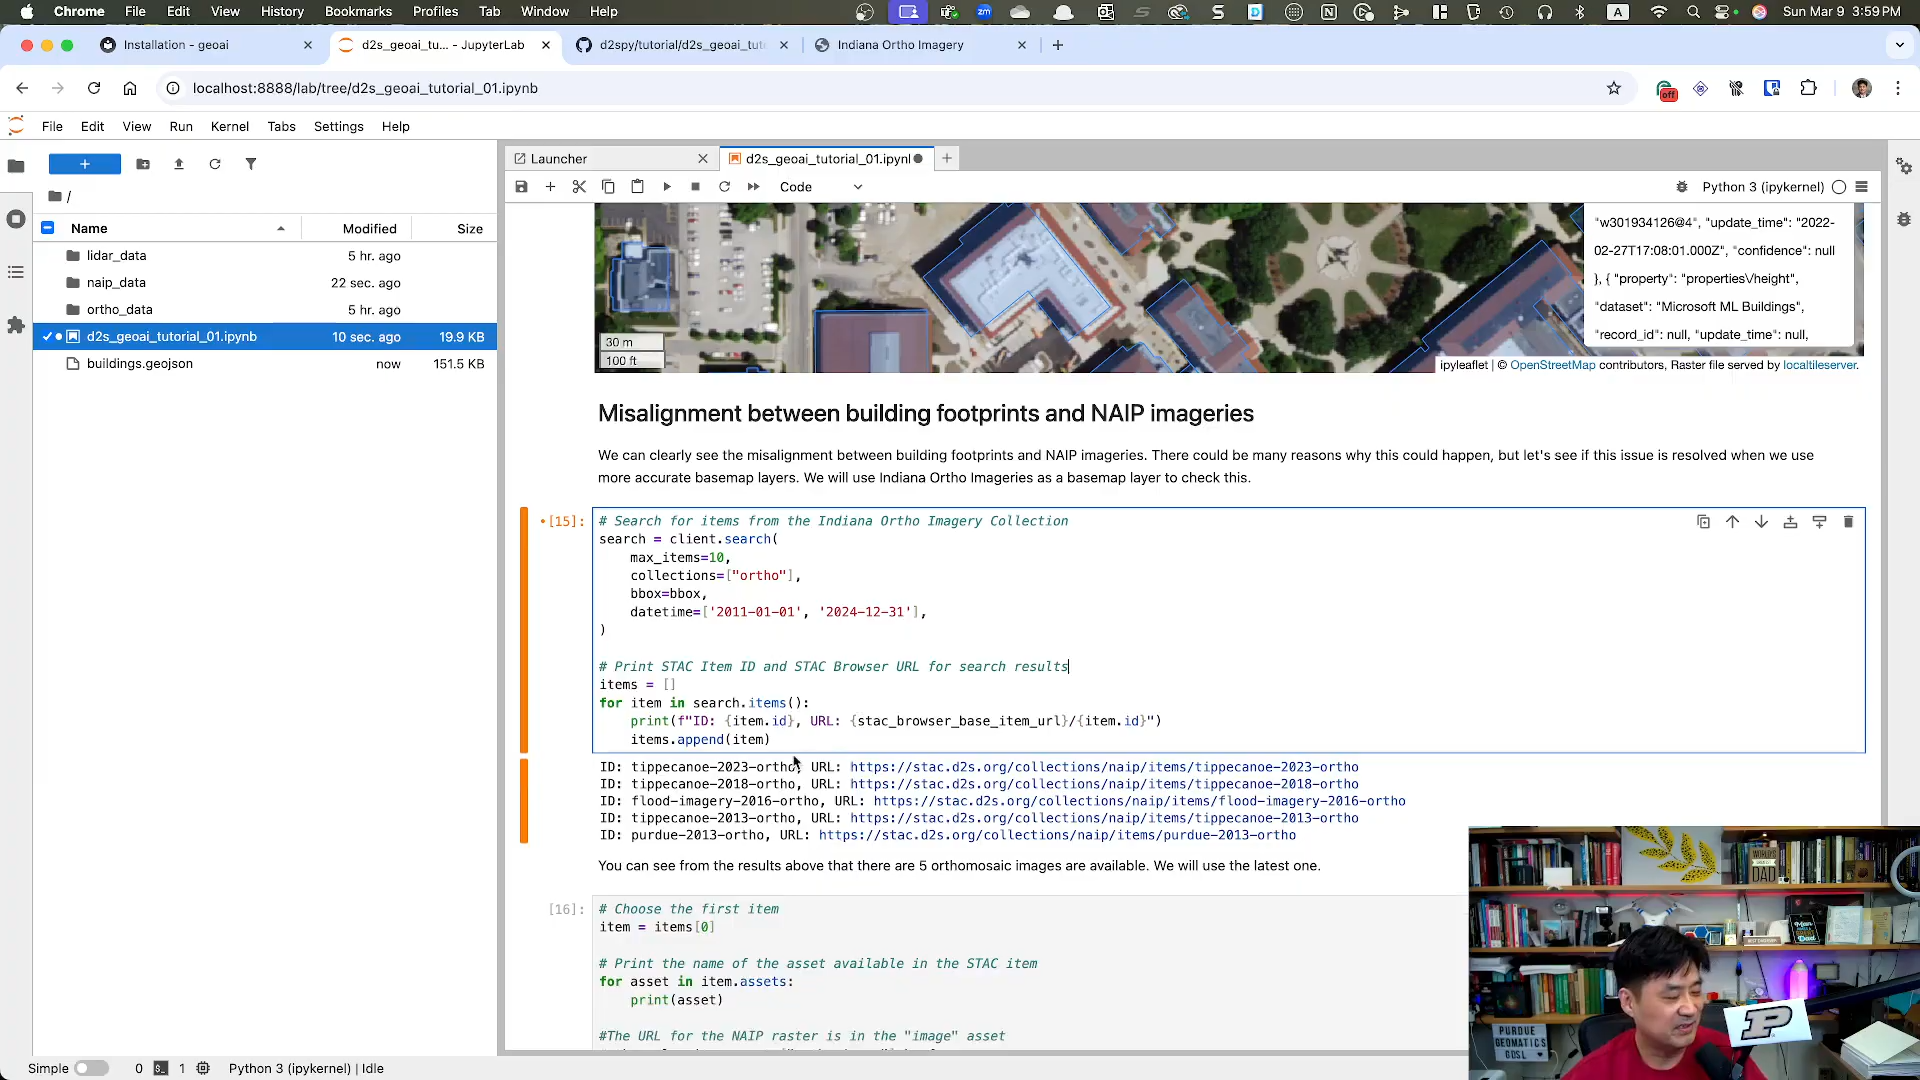 Chrome File Edit View History Bookmarks Profiles Tab Window Help
Sun Mar 9 3:59 PM
Installation - geoai
d2s_geoai_tu... - JupyterLab
d2spy/tutorial/d2s_geoai_tut
Indiana Ortho Imagery
localhost:8888/lab/tree/d2s_geoai_tutorial_01.ipynb
off
File Edit View Run Kernel Tabs Settings Help
Launcher
d2s_geoai_tutorial_01.ipynl
Code
Python 3 (ipykernel)
/
Name Modified Size
lidar_data 5 hr. ago
naip_data 22 sec. ago
ortho_data 5 hr. ago
d2s_geoai_tutorial_01.ipynb 10 sec. ago 19.9 KB
buildings.geojson now 151.5 KB
"w301934126@4", "update_time": "2022-
02-27T17:08:01.000Z", "confidence": null
}, { "property": "properties\/height",
"dataset": "Microsoft ML Buildings",
"record_id": null, "update_time": null,
30 m
100 ft
ipyleaflet | © OpenStreetMap contributors, Raster file served by localtileserver.
Misalignment between building footprints and NAIP imageries
We can clearly see the misalignment between building footprints and NAIP imageries. There could be many reasons why this could happen, but let's see if this issue is resolved when we use
more accurate basemap layers. We will use Indiana Ortho Imageries as a basemap layer to check this.
[15]:
# Search for items from the Indiana Ortho Imagery Collection
search = client.search(
    max_items=10,
    collections=["ortho"],
    bbox=bbox,
    datetime=['2011-01-01', '2024-12-31'],
)
# Print STAC Item ID and STAC Browser URL for search results
items = []
for item in search.items():
    print(f"ID: {item.id}, URL: {stac_browser_base_item_url}/{item.id}")
    items.append(item)
ID: tippecanoe-2023-ortho, URL: https://stac.d2s.org/collections/naip/items/tippecanoe-2023-ortho
ID: tippecanoe-2018-ortho, URL: https://stac.d2s.org/collections/naip/items/tippecanoe-2018-ortho
ID: flood-imagery-2016-ortho, URL: https://stac.d2s.org/collections/naip/items/flood-imagery-2016-ortho
ID: tippecanoe-2013-ortho, URL: https://stac.d2s.org/collections/naip/items/tippecanoe-2013-ortho
ID: purdue-2013-ortho, URL: https://stac.d2s.org/collections/naip/items/purdue-2013-ortho
You can see from the results above that there are 5 orthomosaic images are available. We will use the latest one.
[16]:
# Choose the first item
item = items[0]
# Print the name of the asset available in the STAC item
for asset in item.assets:
    print(asset)
#The URL for the NAIP raster is in the "image" asset
WORLD'S DAD
P
PURDUE
GEOMATICS
GDSL
Simple 0 1 Python 3 (ipykernel) | Idle